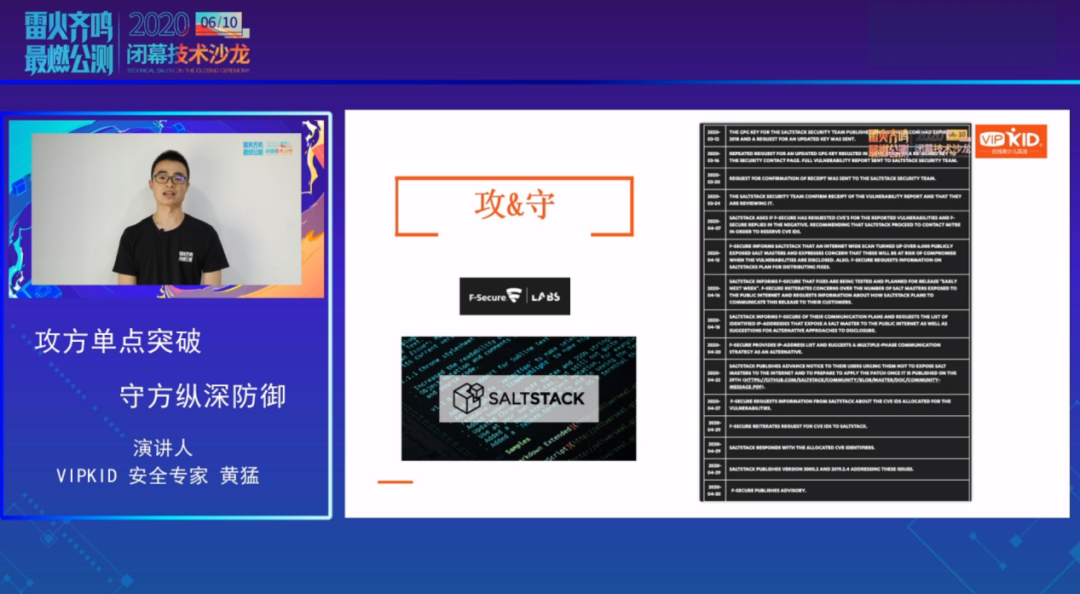 雷火齐鸣
最燃公测
2020 06/10
闭幕技术沙龙
TECHNICAL SALON ON THE CLOSING CEREMONY
攻方单点突破
守方纵深防御
演讲人
VIPKID 安全专家 黄猛
攻&守
F-Secure. LABS
SALTSTACK
Samples
VIPKID
THE GPG KEY FOR THE SALTSTACK SECURITY TEAM
2018 AND A REQUEST FOR AN UPDATED KEY WAS SENT.
2020-03-16 REPEATED REQUEST FOR AN UPDATED GPG KEY RESULTED IN
THE SECURITY CONTACT PAGE. FULL VULNERABILITY REPORT SENT TO SALTSTACK SECURITY TEAM.
2020-03-20 REQUEST FOR CONFIRMATION OF RECEIPT WAS SENT TO THE SALTSTACK SECURITY TEAM.
2020-03-24 THE SALTSTACK SECURITY TEAM CONFIRM RECEIPT OF THE VULNERABILITY REPORT AND THAT THEY
ARE REVIEWING IT.
2020-04-07 SALTSTACK ASKS IF F-SECURE HAS REQUESTED CVE'S FOR THE REPORTED VULNERABILITIES AND F-
SECURE REPLIES IN THE NEGATIVE, RECOMMENDING THAT SALTSTACK PROCEED TO CONTACT MITRE
IN ORDER TO RESERVE CVE IDS.
F-SECURE INFORMS SALTSTACK THAT AN INTERNET WIDE SCAN TURNED UP OVER 6,000 PUBLICLY
EXPOSED SALT MASTERS AND EXPRESSES CONCERN THAT THESE WILL BE AT RISK OF COMPROMISE
WHEN THE VULNERABILITIES ARE DISCLOSED. ALSO, F-SECURE REQUESTS INFORMATION ON
SALTSTACKS PLAN FOR DISTRIBUTING FIXES.
2020-04-16 SALTSTACK INFORMS F-SECURE THAT FIXES ARE BEING TESTED AND PLANNED FOR RELEASE "EARLY
NEXT WEEK". F-SECURE REITERATES CONCERNS OVER THE NUMBER OF SALT MASTERS EXPOSED TO
THE PUBLIC INTERNET AND REQUESTS INFORMATION ABOUT HOW SALTSTACK PLANS TO
COMMUNICATE THIS RELEASE TO THEIR CUSTOMERS.
SALTSTACK INFORMS F-SECURE OF THEIR COMMUNICATION PLANS AND REQUESTS THE LIST OF
IDENTIFIED IP-ADDRESSES THAT EXPOSE A SALT MASTER TO THE PUBLIC INTERNET AS WELL AS
SUGGESTIONS FOR ALTERNATIVE APPROACHES TO DISCLOSURE.
2020-04-20 F-SECURE PROVIDES IP-ADDRESS LIST AND SUGGESTS A MULTIPLE-PHASE COMMUNICATION
STRATEGY AS AN ALTERNATIVE.
SALTSTACK PUBLISHES ADVANCE NOTICE TO THEIR USERS URGING THEM NOT TO EXPOSE SALT
MASTERS TO THE INTERNET AND TO PREPARE TO APPLY THE PATCH ONCE IT IS PUBLISHED ON THE
29TH (HTTPS://GITHUB.COM/SALTSTACK/COMMUNITY/BLOB/MASTER/DOC/COMMUNITY-
MESSAGE.PDF).
2020-04-27 F-SECURE REQUESTS INFORMATION FROM SALTSTACK ABOUT THE CVE IDS ALLOCATED FOR THE
VULNERABILITIES.
2020-04-29 F-SECURE REITERATES REQUEST FOR CVE IDS TO SALTSTACK.
2020-04-29 SALTSTACK RESPONDS WITH THE ALLOCATED CVE IDENTIFIERS.
2020-04-29 SALTSTACK PUBLISHES VERSION 3000.2 AND 2019.2.4 ADDRESSING THESE ISSUES.
2020-04-30 F-SECURE PUBLISHES ADVISORY.